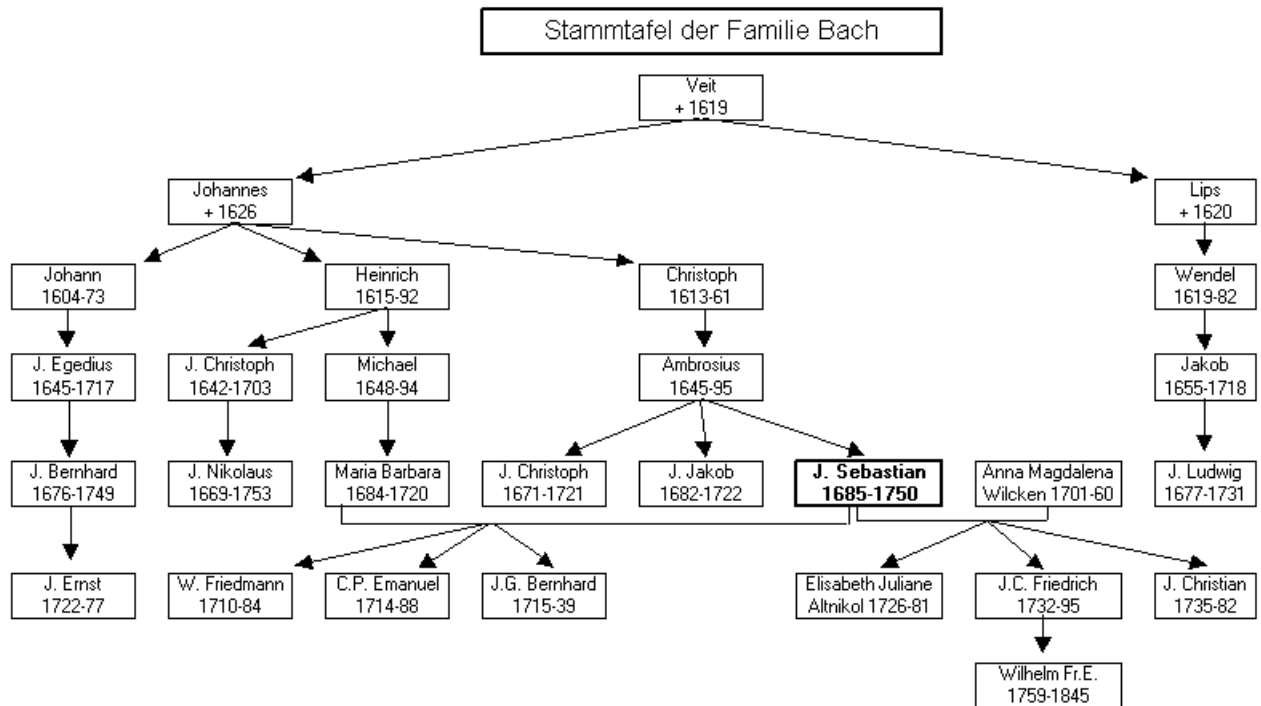 Stammtafel der Familie Bach
Veit
+ 1619
Johannes
+ 1626
Lips
+ 1620
Johann
1604-73
Heinrich
1615-92
Christoph
1613-61
Wendel
1619-82
J. Egedius
1645-1717
J. Christoph
1642-1703
Michael
1648-94
Ambrosius
1645-95
Jakob
1655-1718
J. Bernhard
1676-1749
J. Nikolaus
1669-1753
Maria Barbara
1684-1720
J. Christoph
1671-1721
J. Jakob
1682-1722
J. Sebastian
1685-1750
Anna Magdalena
Wilcken 1701-60
J. Ludwig
1677-1731
J. Ernst
1722-77
W. Friedmann
1710-84
C.P. Emanuel
1714-88
J.G. Bernhard
1715-39
Elisabeth Juliane
Altnikol 1726-81
J.C. Friedrich
1732-95
J. Christian
1735-82
Wilhelm Fr.E.
1759-1845